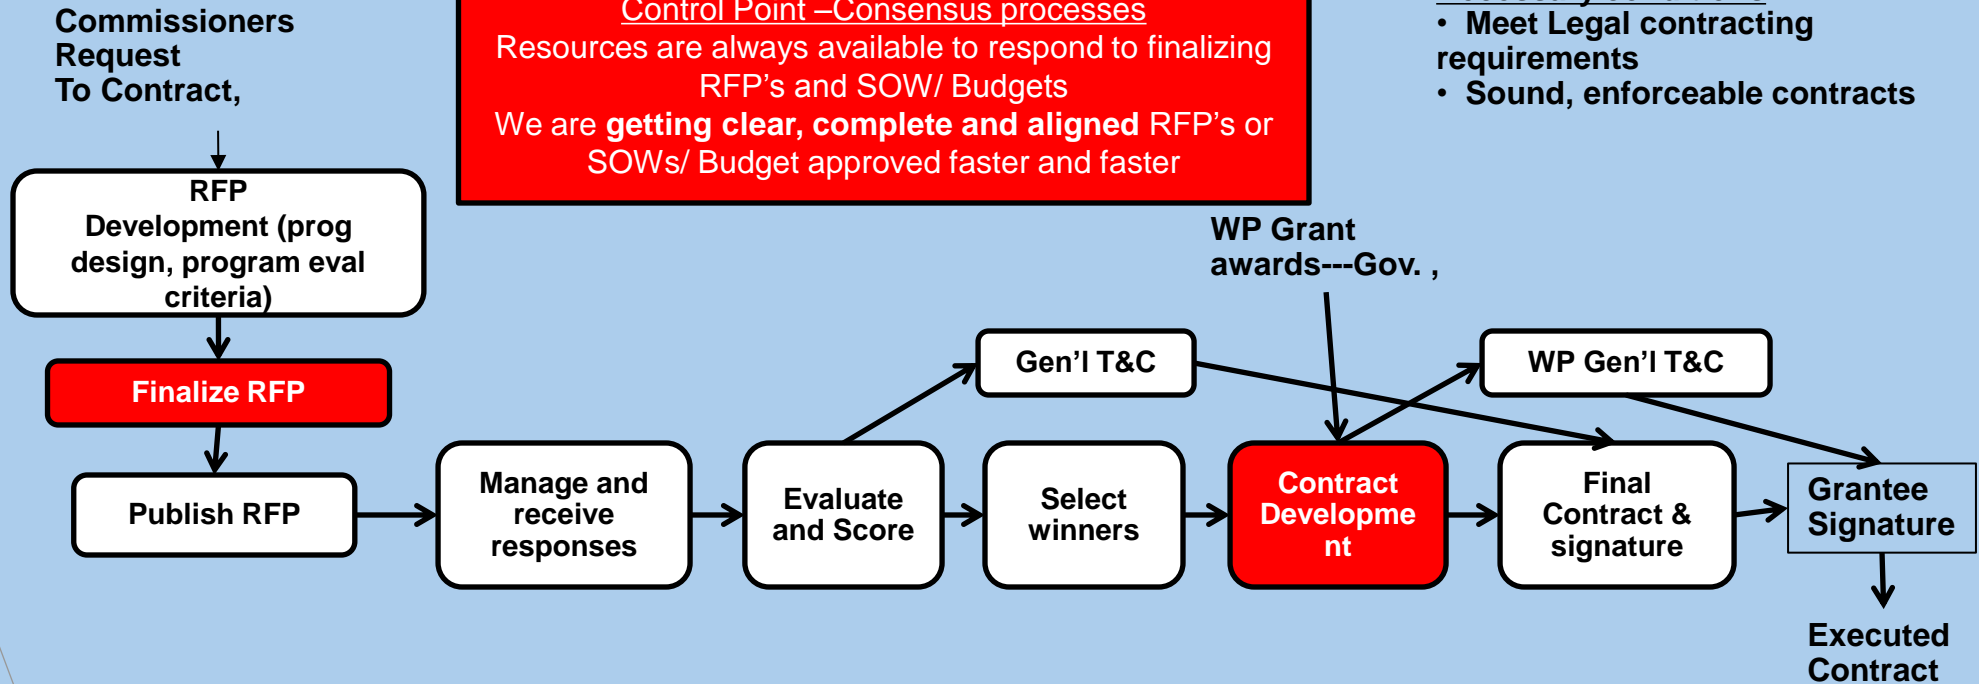 Commissioners
Request
To Contract,
Control Point –Consensus processes
Resources are always available to respond to finalizing
RFP's and SOW/ Budgets
We are getting clear, complete and aligned RFP's or
SOWs/ Budget approved faster and faster
• Meet Legal contracting
requirements
• Sound, enforceable contracts
RFP
Development (prog
design, program eval
criteria)
Finalize RFP
Publish RFP
Manage and
receive
responses
Evaluate
and Score
Gen’l T&C
Select
winners
WP Grant
awards---Gov. ,
Contract
Developme
nt
WP Gen’l T&C
Final
Contract &
signature
Grantee
Signature
Executed
Contract